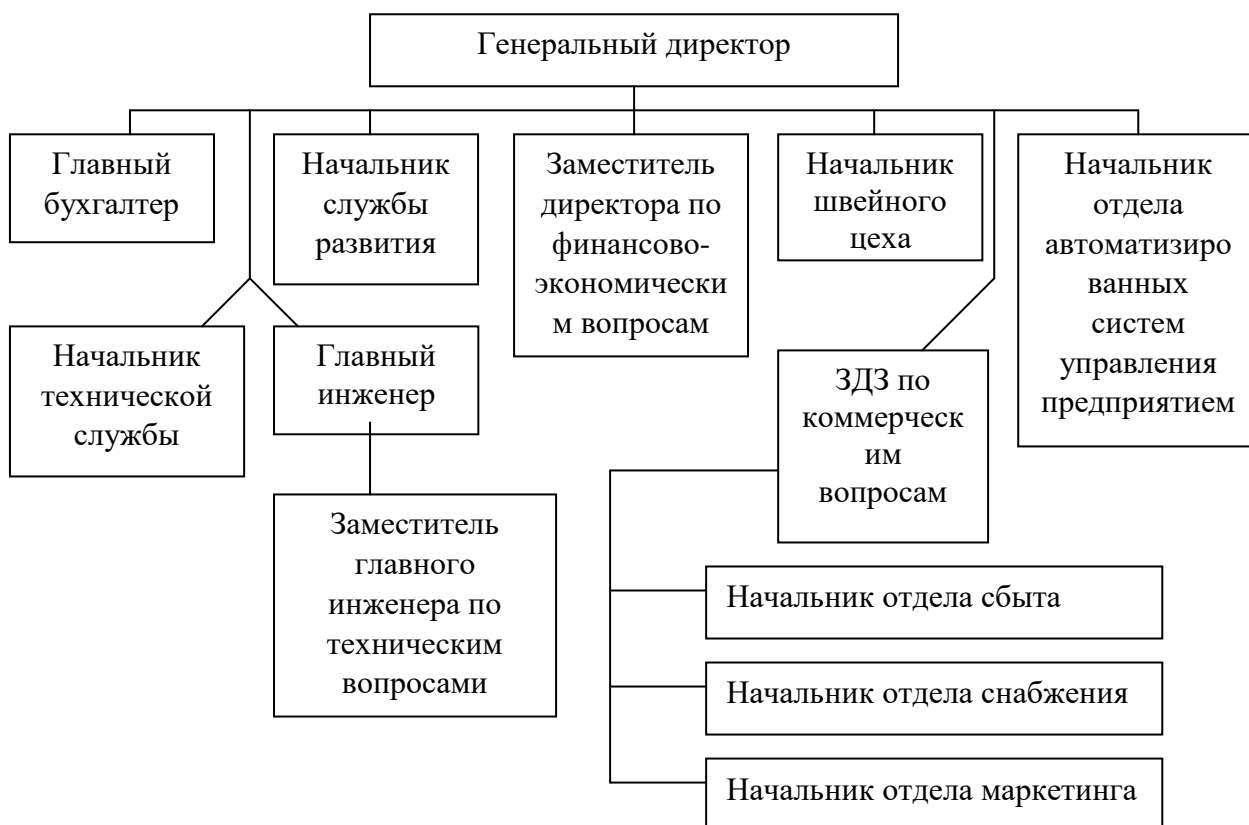 Генеральный директор
Главный
бухгалтер
Начальник
службы
развития
Заместитель
директора по
финансово-
экономически
м вопросам
Начальник
швейного
цеха
Начальник
отдела
автоматизиро
ванных
систем
управления
предприятием
Начальник
технической
службы
Главный
инженер
ЗДЗ по
коммерческ
им
вопросам
Заместитель
главного
инженера по
техническим
вопросами
Начальник отдела сбыта
Начальник отдела снабжения
Начальник отдела маркетинга